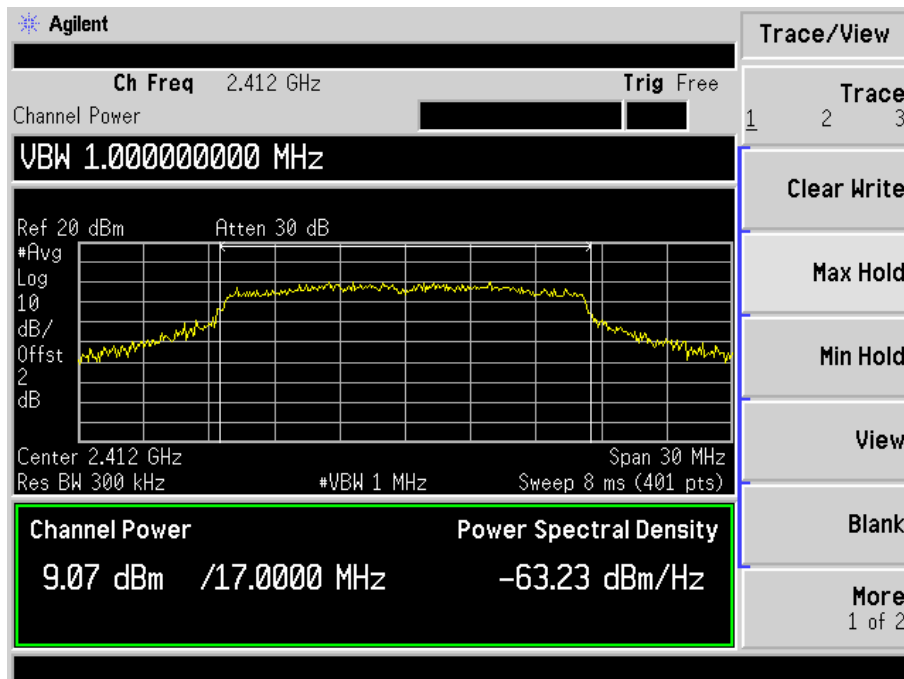 Agilent
Trace/View
Ch Freq 2.412 GHz Trig Free
Channel Power
Trace
1 2 3
VBW 1.000000000 MHz
Clear Write
Ref 20 dBm Atten 30 dB
#Avg
Log
10
dB/
Offst
2
dB
Max Hold
Min Hold
View
Center 2.412 GHz Span 30 MHz
Res BW 300 kHz #VBW 1 MHz Sweep 8 ms (401 pts)
Channel Power Power Spectral Density
9.07 dBm /17.0000 MHz -63.23 dBm/Hz
Blank
More
1 of 2